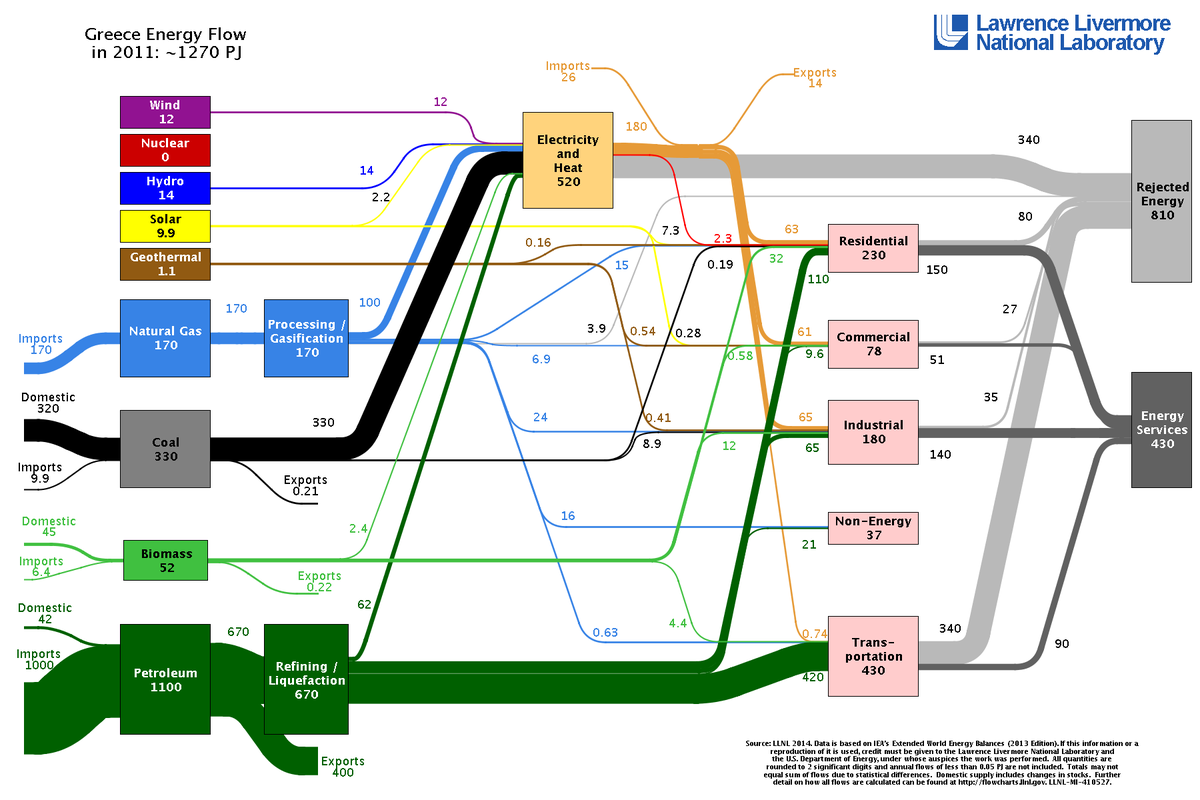 Greece Energy Flow
in 2011: ~1270 PJ
Lawrence Livermore
National Laboratory
Imports
26
Exports
14
Wind
12
12
Nuclear
0
Hydro
14
14
2.2
Solar
9.9
Geothermal
1.1
Electricity
and
Heat
520
180
340
Rejected
Energy
810
0.16
7.3
2.3
63
Residential
230
80
150
15
0.19
32
110
Imports
170
Natural Gas
170
170
Processing /
Gasification
170
100
3.9
6.9
0.54
0.28
0.58
61
9.6
Commercial
78
27
51
Domestic
320
Imports
9.9
Coal
330
330
Exports
0.21
24
0.41
8.9
12
65
65
Industrial
180
35
140
Energy
Services
430
Domestic
45
Imports
6.4
Biomass
52
2.4
Exports
0.22
16
Non-Energy
37
21
Domestic
42
Imports
1000
Petroleum
1100
670
Refining /
Liquefaction
670
62
Exports
400
4.4
0.63
0.74
420
Trans-
portation
430
340
90
Source: LLNL 2014. Data is based on IEA's Extended World Energy Balances (2013 Edition). If this information or a
reproduction of it is used, credit must be given to the Lawrence Livermore National Laboratory and
the U.S. Department of Energy, under whose auspices the work was performed. All quantities are
rounded to 2 significant digits and annual flows of less than 0.05 PJ are not included. Totals may not
equal sum of flows due to statistical differences. Domestic supply includes changes in stocks. Further
detail on how all flows are calculated can be found at http://flowcharts.llnl.gov. LLNL-MI-410527.